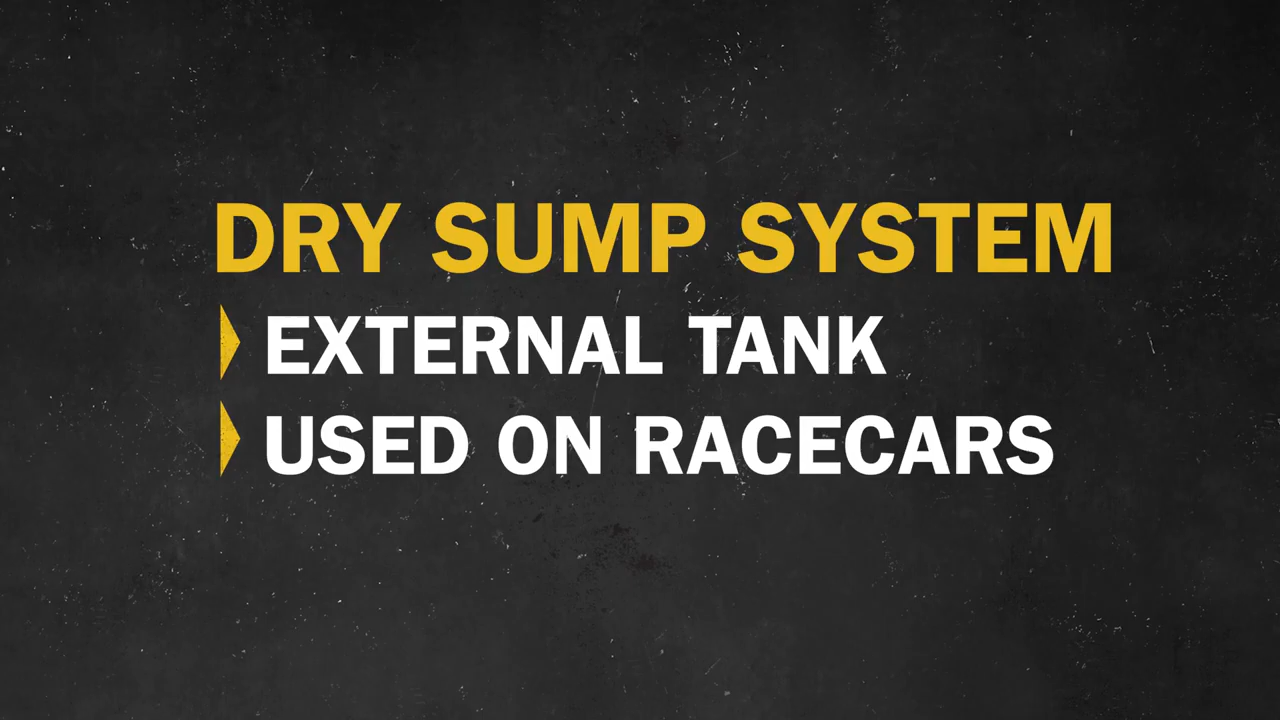 DRY SUMP SYSTEM
EXTERNAL TANK
USED ON RACECARS